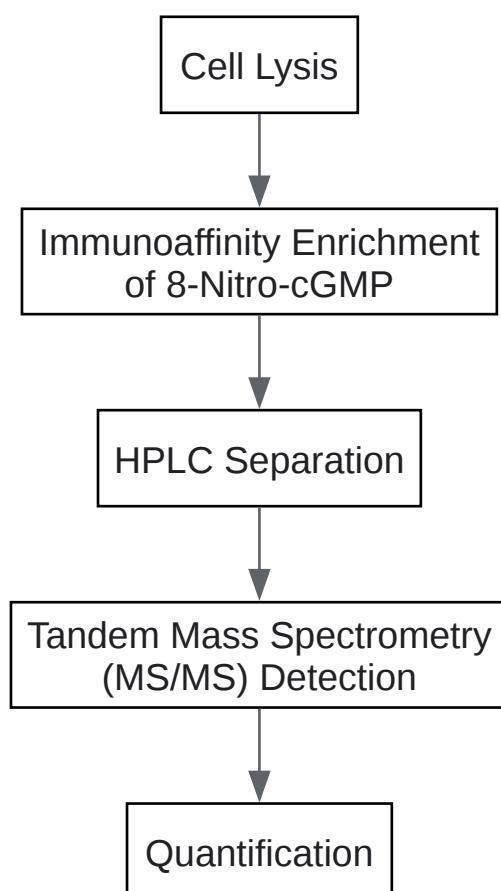 Cell Lysis
Immunoaffinity Enrichment
of 8-Nitro-cGMP
HPLC Separation
Tandem Mass Spectrometry
(MS/MS) Detection
Quantification